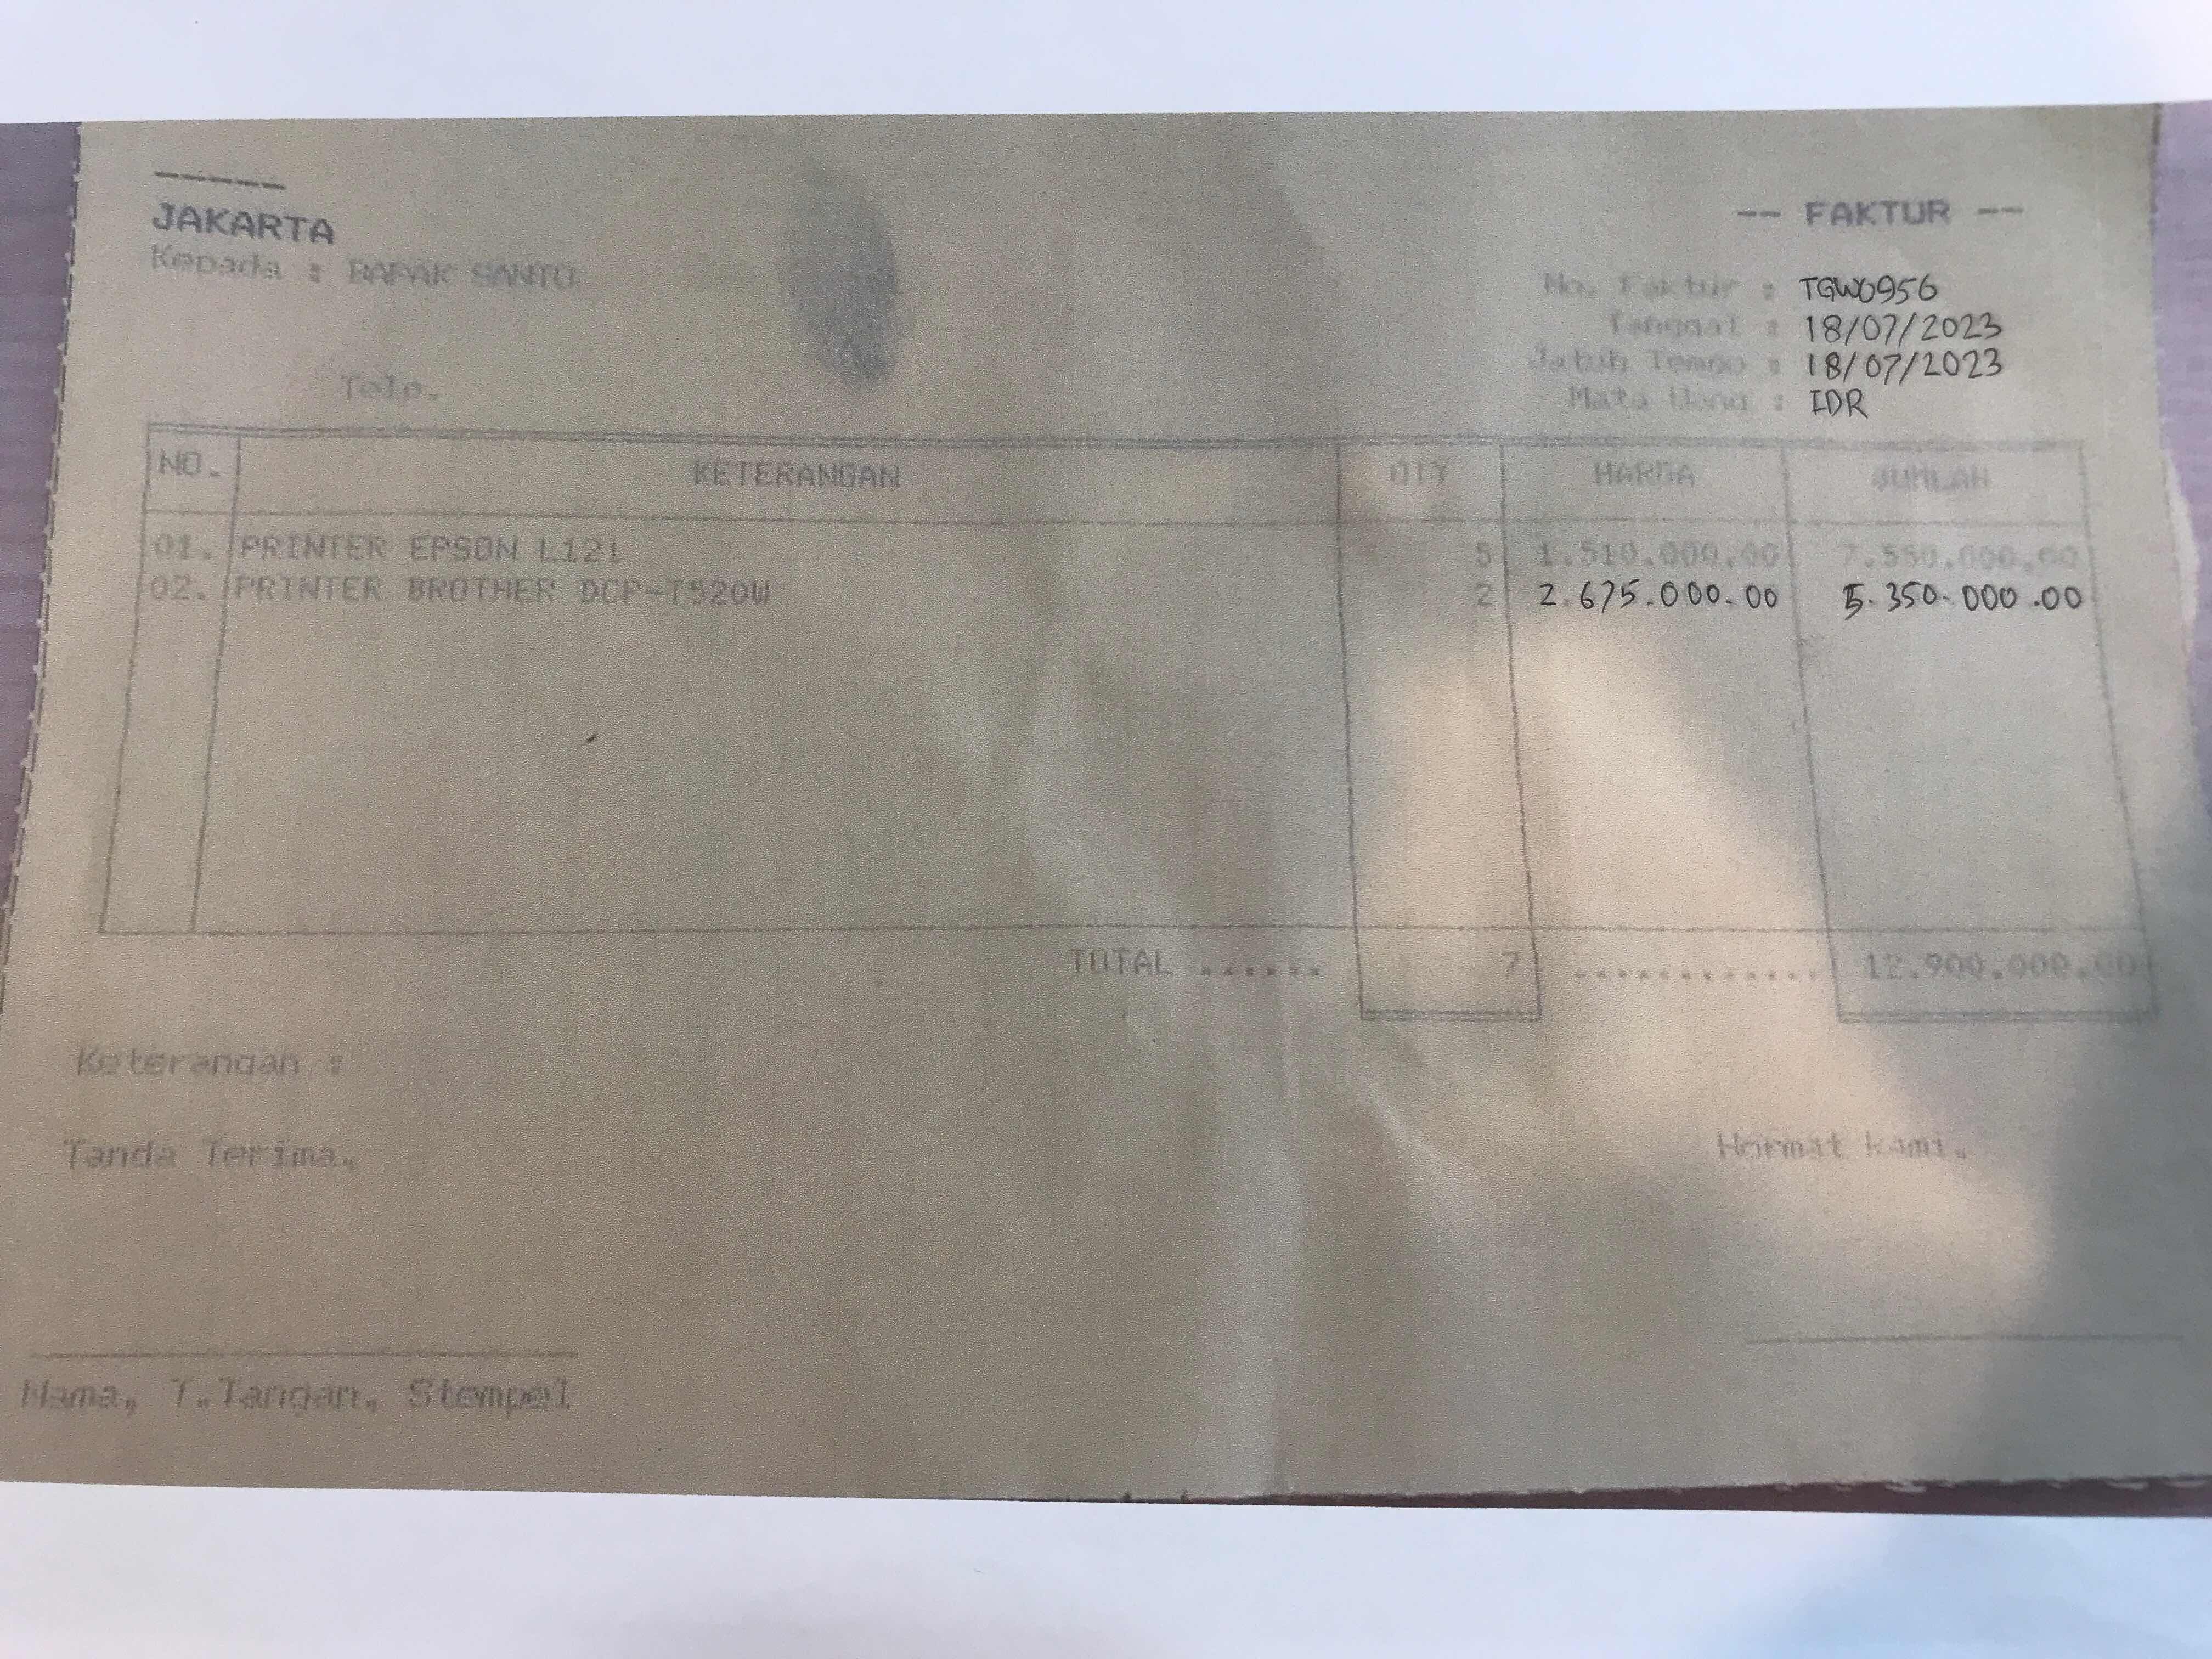 -----
JAKARTA
-- FAKTUR --
Kepada : BAPAK SANTO
No. Faktur : TGW0956
Tanggal : 18/07/2023
Jatuh Tempo : 18/07/2023
Telp.
Mata Uang : IDR
NO. KETERANGAN QTY HARGA JUMLAH
01. PRINTER EPSON L121 5 1.510.000.00 7.550.000.00
02. PRINTER BROTHER DCP-T520W 2 2.675.000.00 5.350.000.00
TOTAL ...... 7 ............ 12.900.000.00
Keterangan :
Tanda Terima, Hormat kami,
Nama, T.Tangan, Stempel